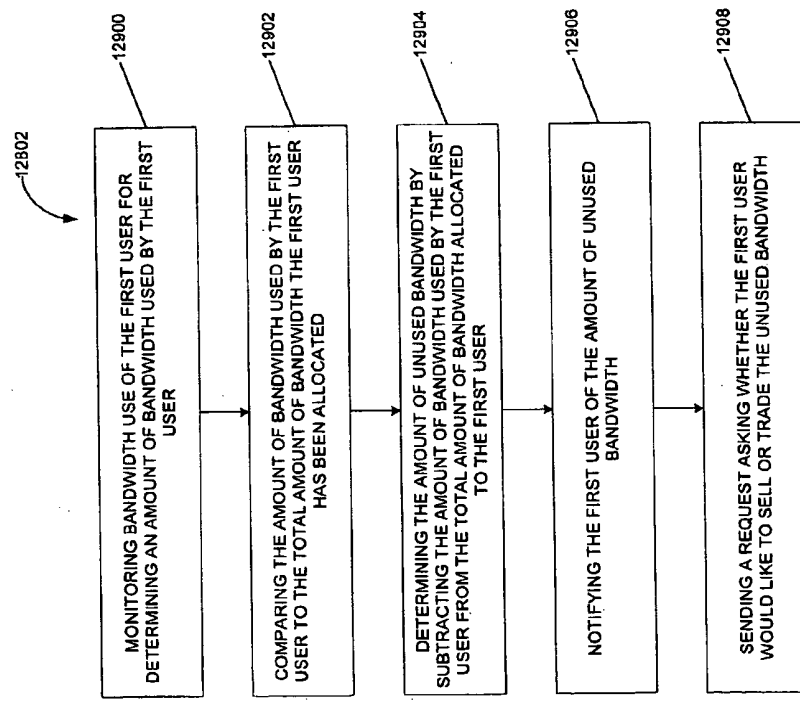 12802
MONITORING BANDWIDTH USE OF THE FIRST USER FOR
DETERMINING AN AMOUNT OF BANDWIDTH USED BY THE FIRST
USER
12900
COMPARING THE AMOUNT OF BANDWIDTH USED BY THE FIRST
USER TO THE TOTAL AMOUNT OF BANDWIDTH THE FIRST USER
HAS BEEN ALLOCATED
12902
DETERMINING THE AMOUNT OF UNUSED BANDWIDTH BY
SUBTRACTING THE AMOUNT OF BANDWIDTH USED BY THE FIRST
USER FROM THE TOTAL AMOUNT OF BANDWIDTH ALLOCATED
TO THE FIRST USER
12904
NOTIFYING THE FIRST USER OF THE AMOUNT OF UNUSED
BANDWIDTH
12906
SENDING A REQUEST ASKING WHETHER THE FIRST USER
WOULD LIKE TO SELL OR TRADE THE UNUSED BANDWIDTH
12908